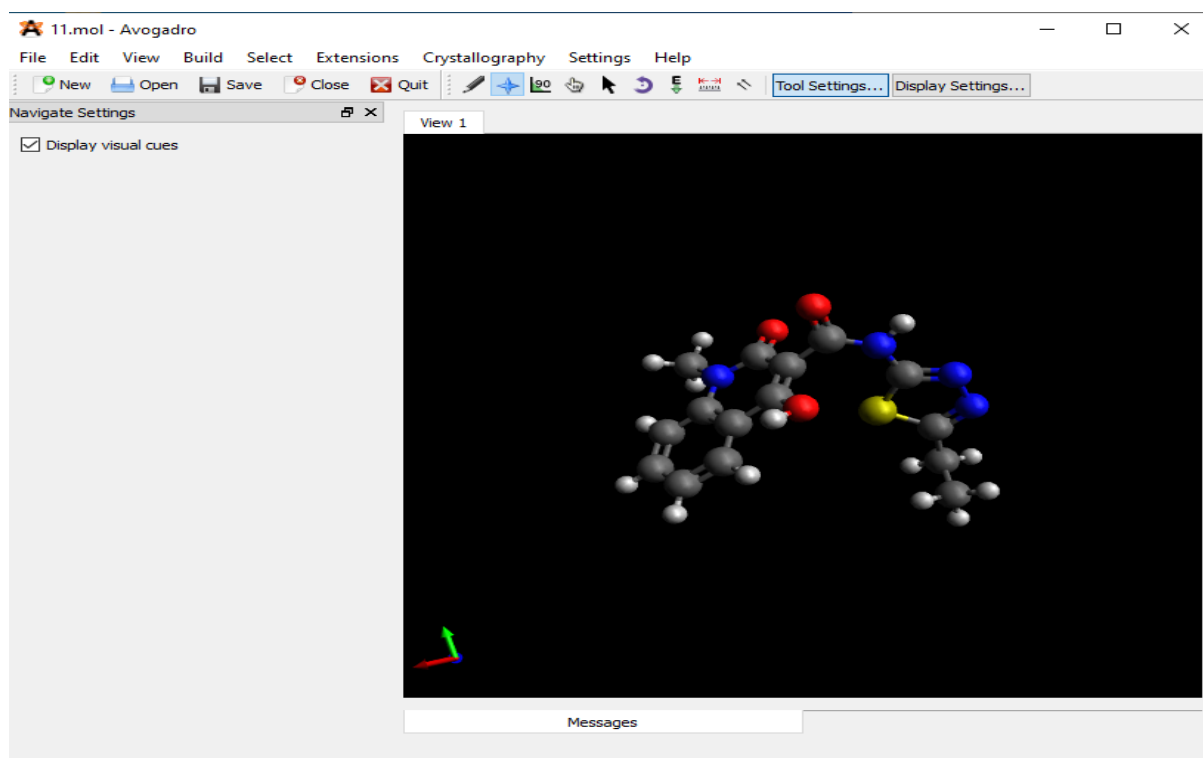 11.mol - Avogadro
File Edit View Build Select Extensions Crystallography Settings Help
New Open Save Close Quit 90 E Tool Settings... Display Settings...
Navigate Settings
View 1
Display visual cues
Messages